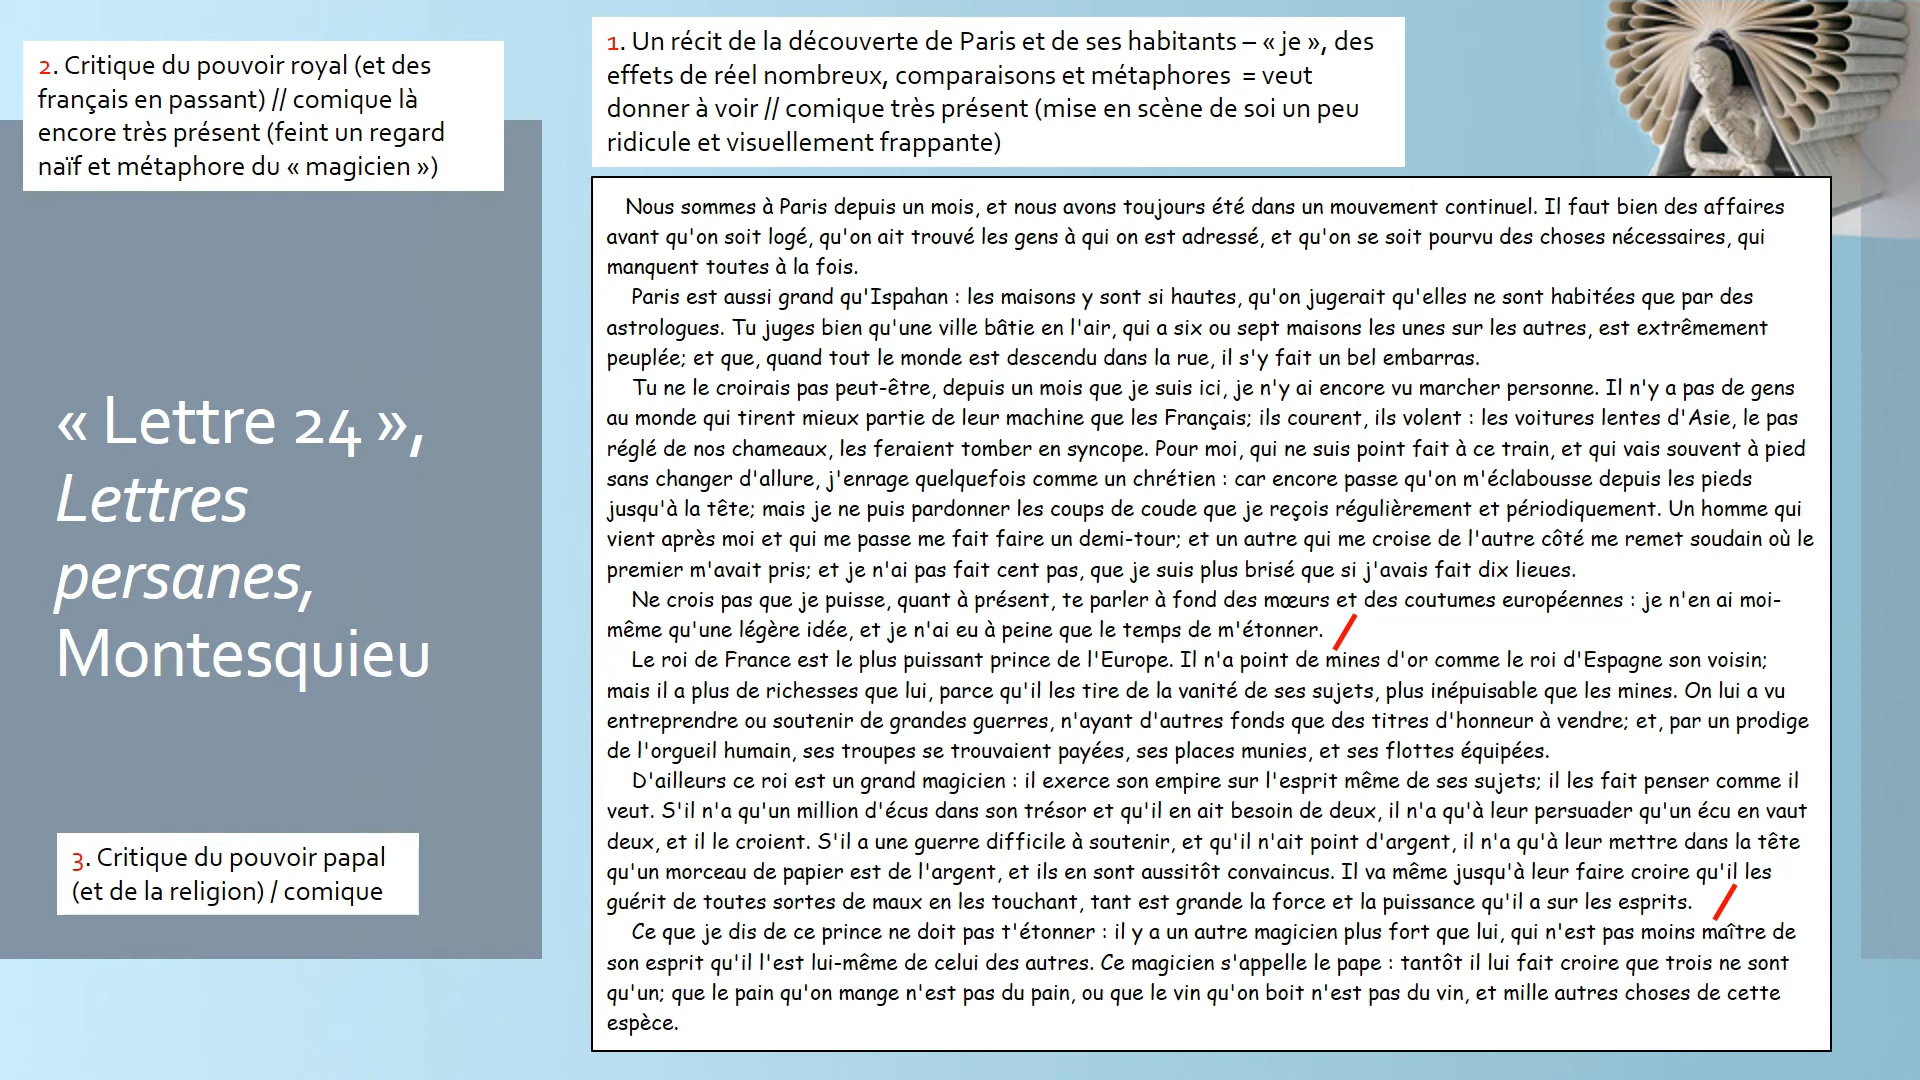 2. Critique du pouvoir royal (et des
français en passant) // comique là
encore très présent (feint un regard
naïf et métaphore du « magicien »)
1. Un récit de la découverte de Paris et de ses habitants – « je », des
effets de réel nombreux, comparaisons et métaphores = veut
donner à voir // comique très présent (mise en scène de soi un peu
ridicule et visuellement frappante)
« Lettre 24 »,
Lettres
persanes,
Montesquieu
3. Critique du pouvoir papal
(et de la religion) / comique
Nous sommes à Paris depuis un mois, et nous avons toujours été dans un mouvement continuel. Il faut bien des affaires
avant qu'on soit logé, qu'on ait trouvé les gens à qui on est adressé, et qu'on se soit pourvu des choses nécessaires, qui
manquent toutes à la fois.
Paris est aussi grand qu'Ispahan : les maisons y sont si hautes, qu'on jugerait qu'elles ne sont habitées que par des
astrologues. Tu juges bien qu'une ville bâtie en l'air, qui a six ou sept maisons les unes sur les autres, est extrêmement
peuplée; et que, quand tout le monde est descendu dans la rue, il s'y fait un bel embarras.
Tu ne le croirais pas peut-être, depuis un mois que je suis ici, je n'y ai encore vu marcher personne. Il n'y a pas de gens
au monde qui tirent mieux partie de leur machine que les Français; ils courent, ils volent : les voitures lentes d'Asie, le pas
réglé de nos chameaux, les feraient tomber en syncope. Pour moi, qui ne suis point fait à ce train, et qui vais souvent à pied
sans changer d'allure, j'enrage quelquefois comme un chrétien : car encore passe qu'on m'éclabousse depuis les pieds
jusqu'à la tête; mais je ne puis pardonner les coups de coude que je reçois régulièrement et périodiquement. Un homme qui
vient après moi et qui me passe me fait faire un demi-tour; et un autre qui me croise de l'autre côté me remet soudain où le
premier m'avait pris; et je n'ai pas fait cent pas, que je suis plus brisé que si j'avais fait dix lieues.
Ne crois pas que je puisse, quant à présent, te parler à fond des mœurs et des coutumes européennes : je n'en ai moi-
même qu'une légère idée, et je n'ai eu à peine que le temps de m'étonner.
Le roi de France est le plus puissant prince de l'Europe. Il n'a point de mines d'or comme le roi d'Espagne son voisin;
mais il a plus de richesses que lui, parce qu'il les tire de la vanité de ses sujets, plus inépuisable que les mines. On lui a vu
entreprendre ou soutenir de grandes guerres, n'ayant d'autres fonds que des titres d'honneur à vendre; et, par un prodige
de l'orgueil humain, ses troupes se trouvaient payées, ses places munies, et ses flottes équipées.
D'ailleurs ce roi est un grand magicien : il exerce son empire sur l'esprit même de ses sujets; il les fait penser comme il
veut. S'il n'a qu'un million d'écus dans son trésor et qu'il en ait besoin de deux, il n'a qu'à leur persuader qu'un écu en vaut
deux, et il le croient. S'il a une guerre difficile à soutenir, et qu'il n'ait point d'argent, il n'a qu'à leur mettre dans la tête
qu'un morceau de papier est de l'argent, et ils en sont aussitôt convaincus. Il va même jusqu'à leur faire croire qu'il les
guérit de toutes sortes de maux en les touchant, tant est grande la force et la puissance qu'il a sur les esprits.
Ce que je dis de ce prince ne doit pas t'étonner : il y a un autre magicien plus fort que lui, qui n'est pas moins maître de
son esprit qu'il l'est lui-même de celui des autres. Ce magicien s'appelle le pape : tantôt il lui fait croire que trois ne sont
qu'un; que le pain qu'on mange n'est pas du pain, ou que le vin qu'on boit n'est pas du vin, et mille autres choses de cette
espèce.